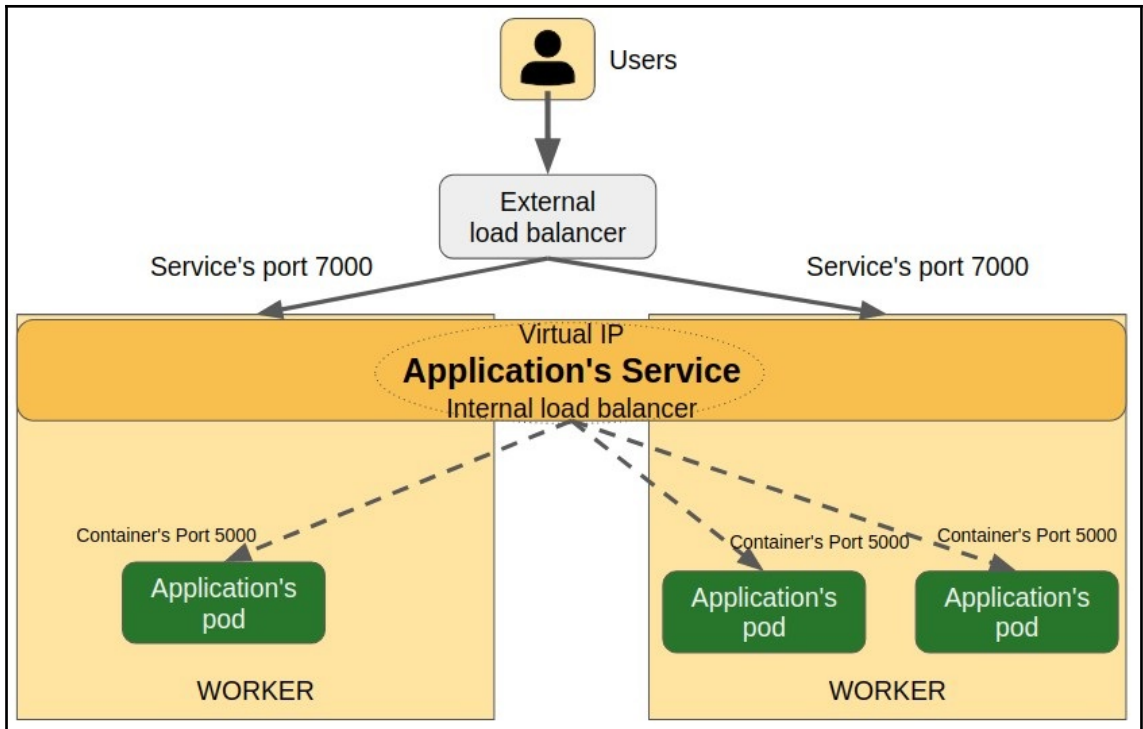 Users
External
load balancer
Service's port 7000
Service's port 7000
Virtual IP
Application's Service
Internal load balancer
Container's Port 5000
Container's Port 5000
Container's Port 5000
Application's
pod
Application's
pod
Application's
pod
WORKER
WORKER